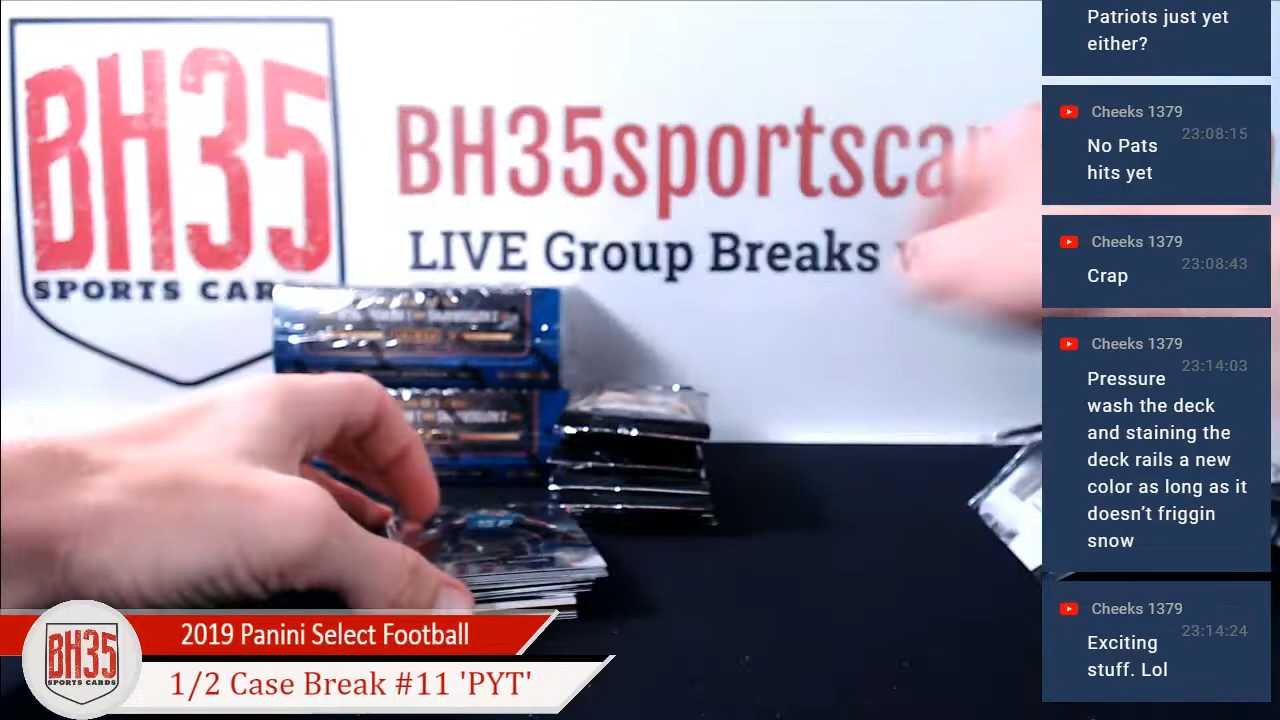 BH35
SPORTS CAR
BH35sportsca
LIVE Group Breaks
2019 Panini Select Football
1/2 Case Break #11 'PYT'
BH35
SPORTS CARDS
Patriots just yet
either?
Cheeks 1379
23:08:15
No Pats
hits yet
Cheeks 1379
23:08:43
Crap
Cheeks 1379
23:14:03
Pressure
wash the deck
and staining the
deck rails a new
color as long as it
doesn't friggin
snow
Cheeks 1379
23:14:24
Exciting
stuff. Lol